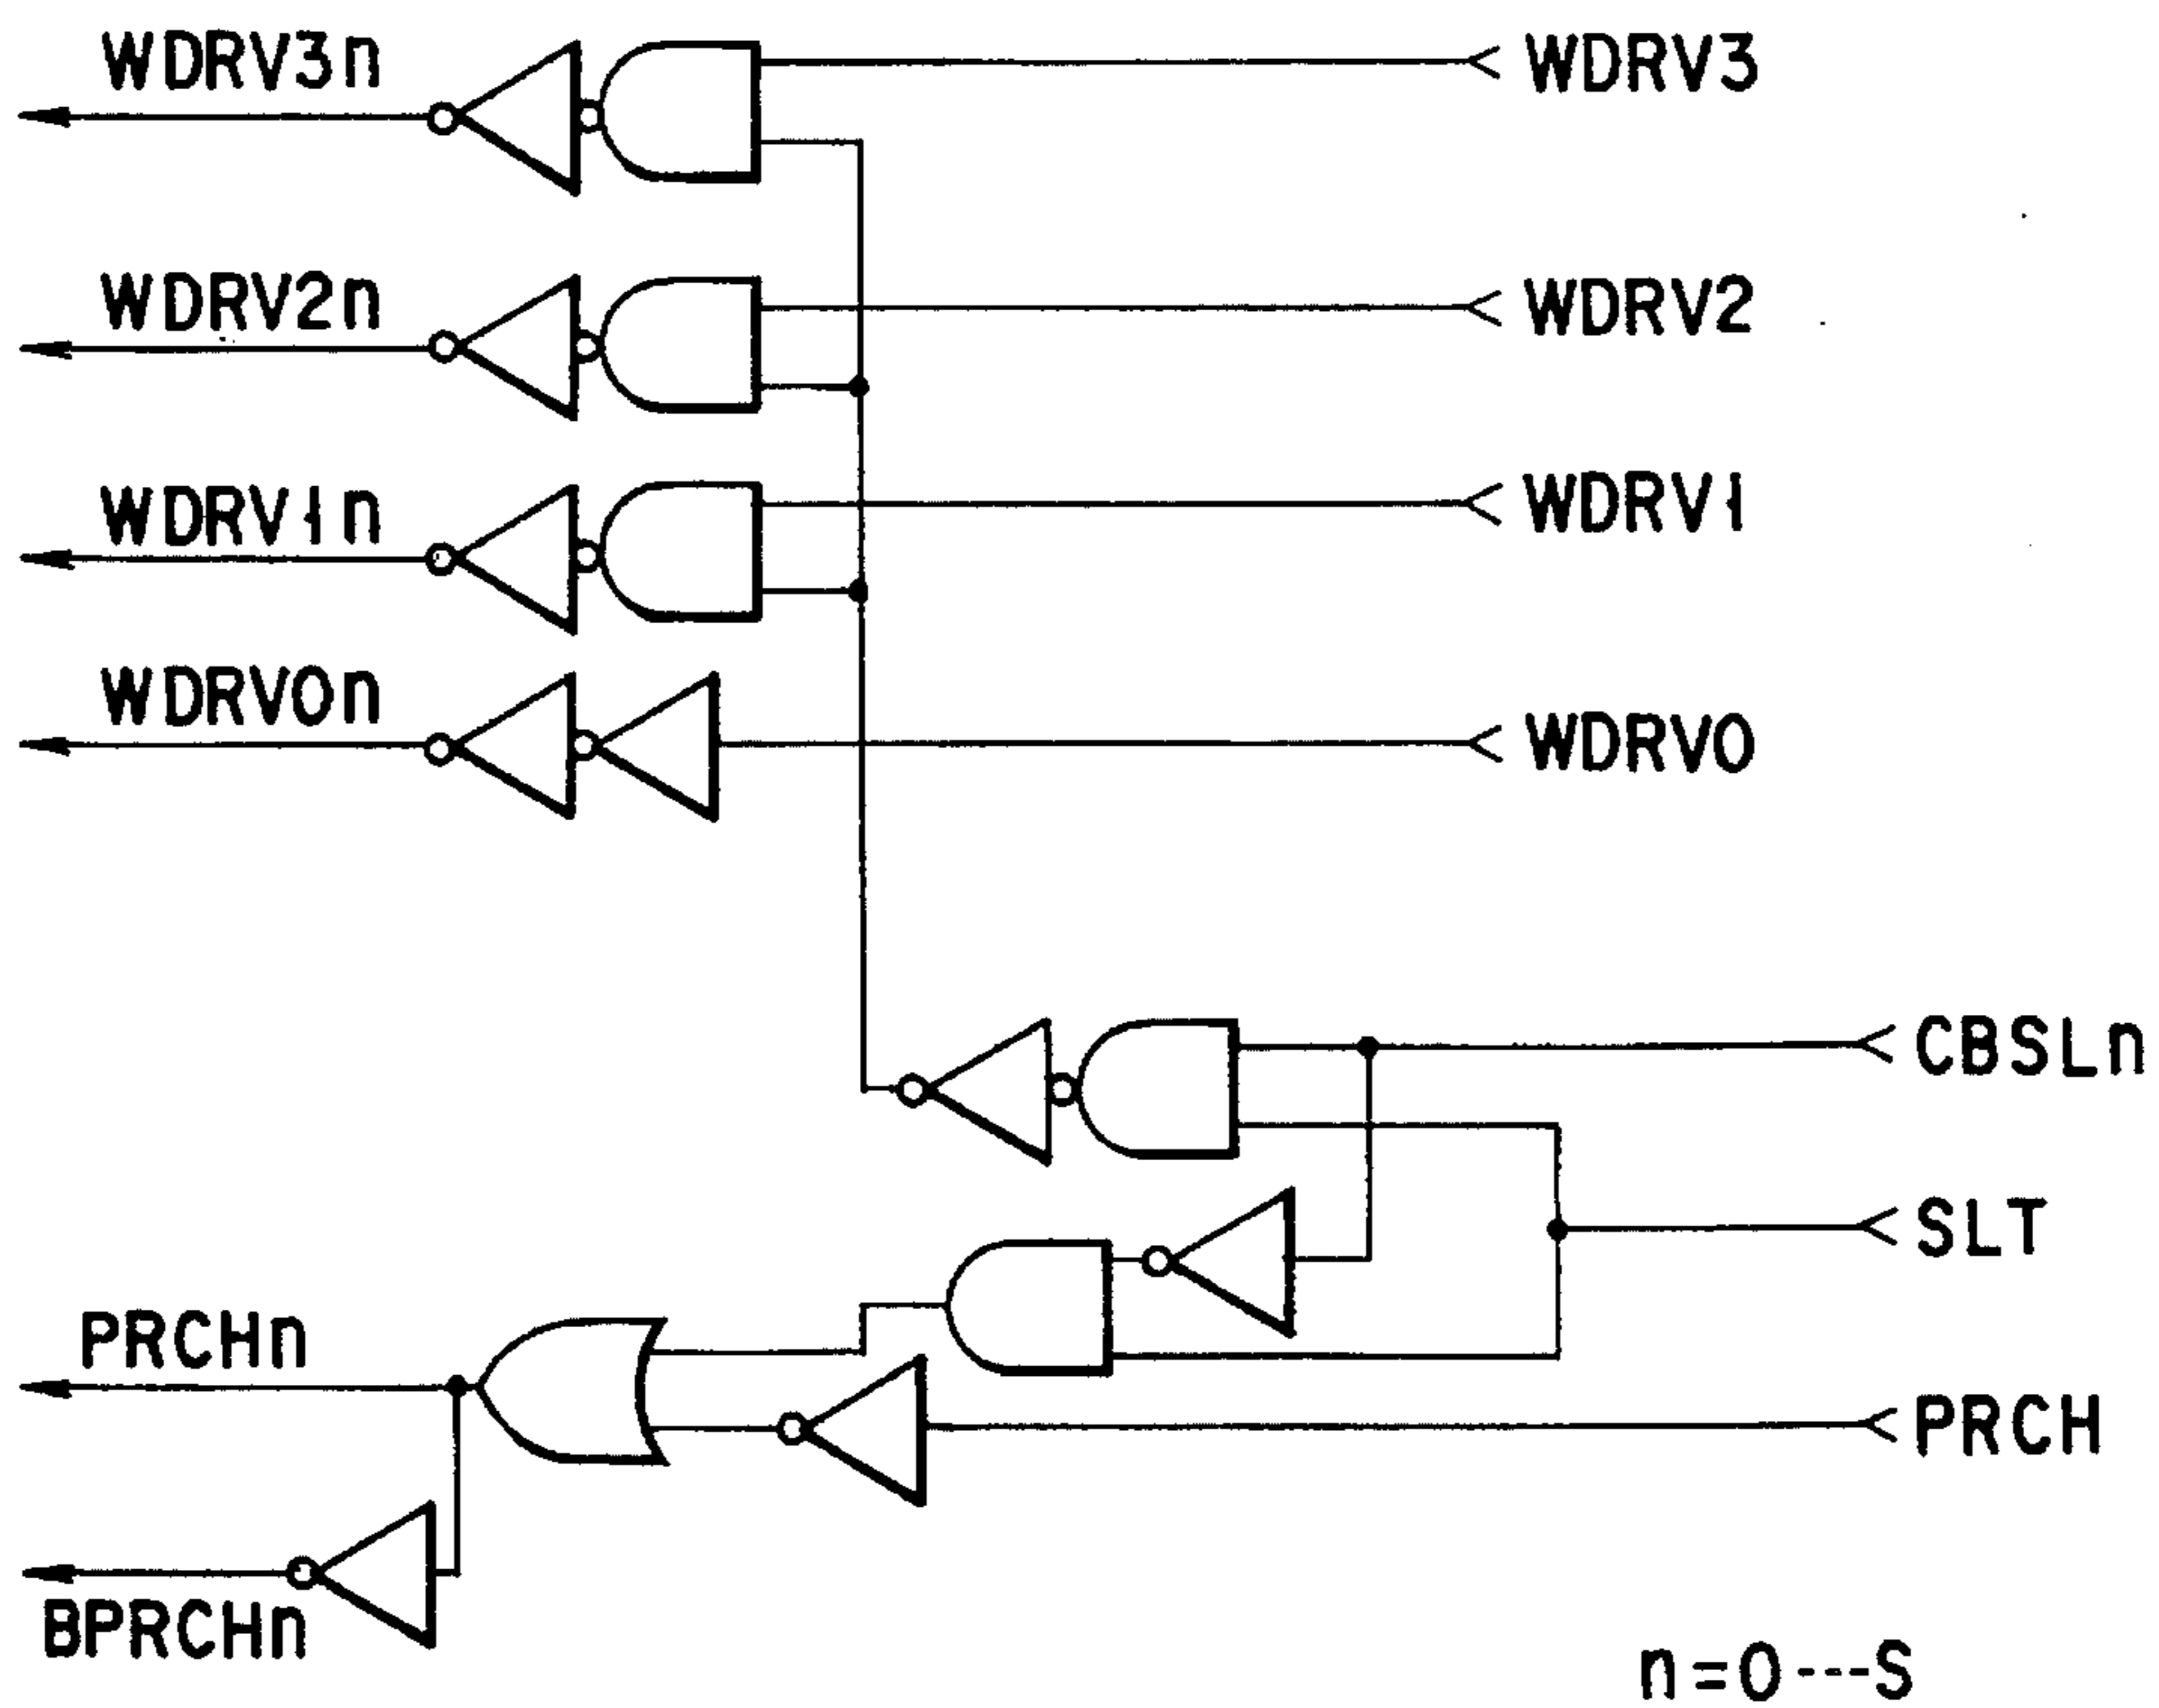 WDRV3n
WDRV3
WDRV2n
WDRV2
WDRV1n
WDRV1
WDRV0n
WDRV0
CBSLn
SLT
PRCHn
PRCH
BPRCHn
n=0---S